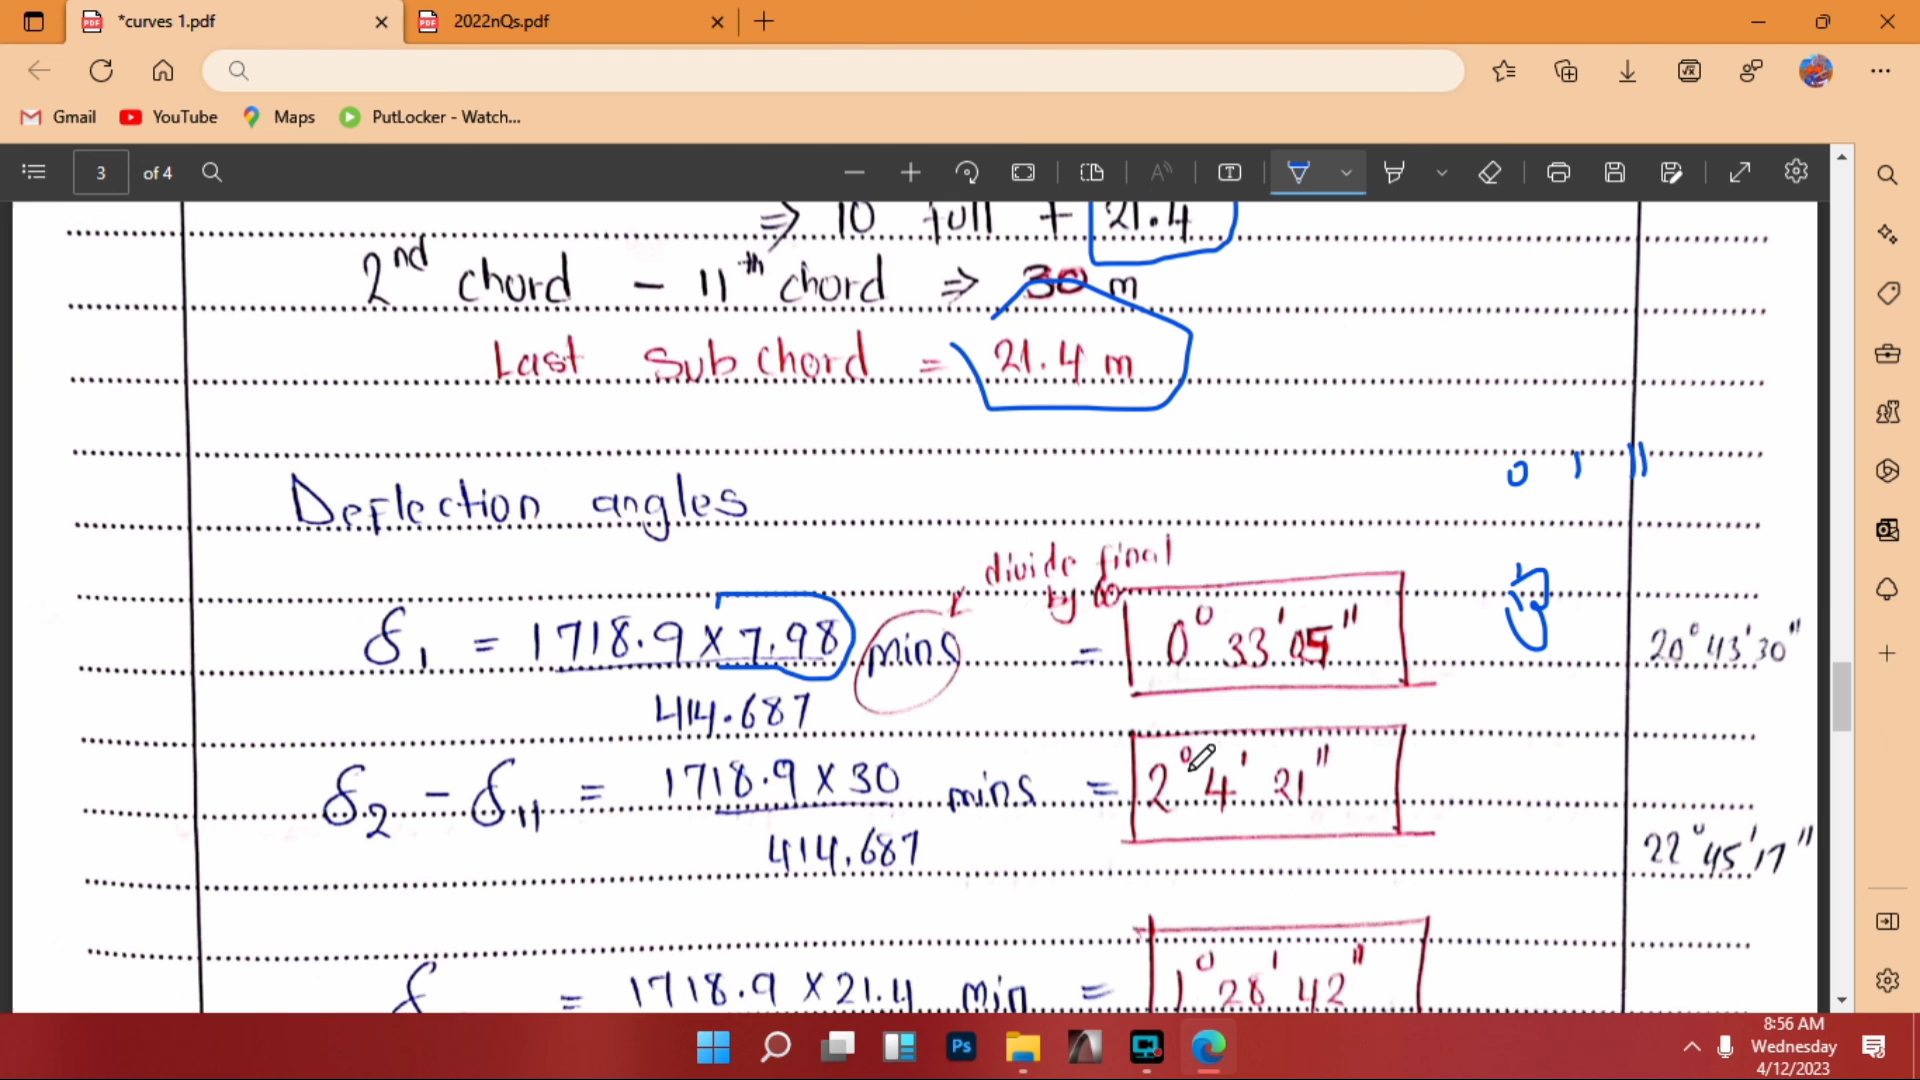 *curves 1.pdf
2022nQs.pdf
Gmail
YouTube
Maps
PutLocker - Watch...
3
of 4
⇒ 10 full + 21.4
2nd chord - 11th chord ⇒ 30 m
Last Sub chord = 21.4 m
0 ' "
Deflection angles
divide final
by 60
δ1 = 1718.9 x 7.98 mins = 0° 33' 05"
414.687
20° 43' 30"
δ2 - δ11 = 1718.9 x 30 mins = 2° 4' 21"
414.687
22° 45' 17"
δ = 1718.9 x 21.4 min = 1° 28' 42"
Ps
8:56 AM
Wednesday
4/12/2023